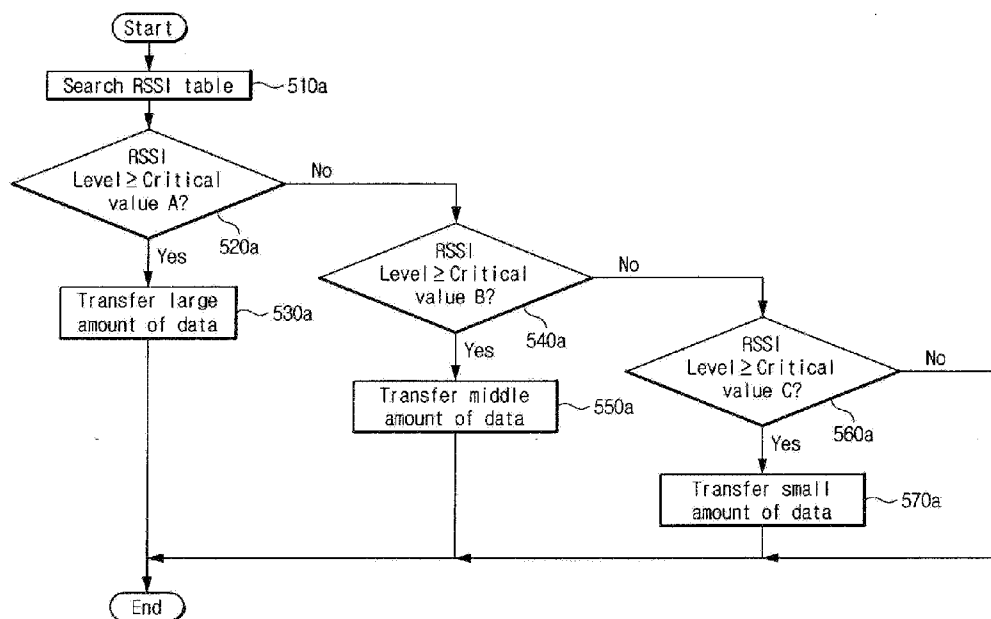 Start
Search RSSI table
510a
RSSI
Level≥Critical
value A?
No
520a
Yes
Transfer large
amount of data
530a
RSSI
Level≥Critical
value B?
No
540a
Yes
Transfer middle
amount of data
550a
RSSI
Level≥Critical
value C?
No
560a
Yes
Transfer small
amount of data
570a
End